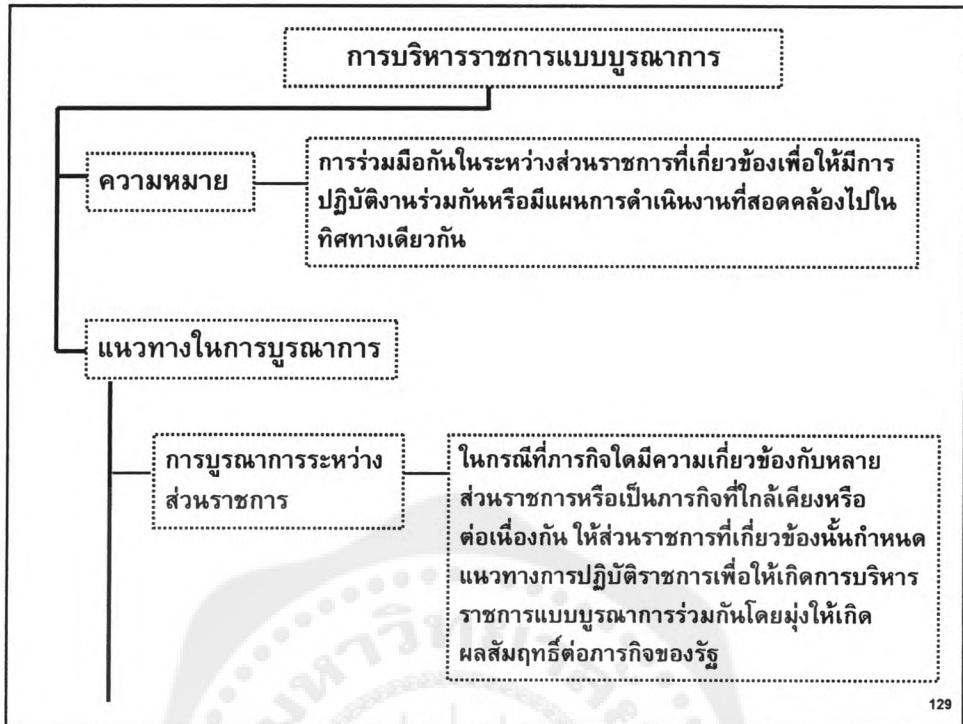 การบริหารราชการแบบบูรณาการ
ความหมาย
การร่วมมือกันในระหว่างส่วนราชการที่เกี่ยวข้องเพื่อให้มีการ
ปฏิบัติงานร่วมกันหรือมีแผนการดำเนินงานที่สอดคล้องไปใน
ทิศทางเดียวกัน
แนวทางในการบูรณาการ
การบูรณาการระหว่าง
ส่วนราชการ
ในกรณีที่ภารกิจใดมีความเกี่ยวข้องกับหลาย
ส่วนราชการหรือเป็นภารกิจที่ใกล้เคียงหรือ
ต่อเนื่องกัน ให้ส่วนราชการที่เกี่ยวข้องนั้นกำหนด
แนวทางการปฏิบัติราชการเพื่อให้เกิดการบริหาร
ราชการแบบบูรณาการร่วมกันโดยมุ่งให้เกิด
ผลสัมฤทธิ์ต่อภารกิจของรัฐ
129